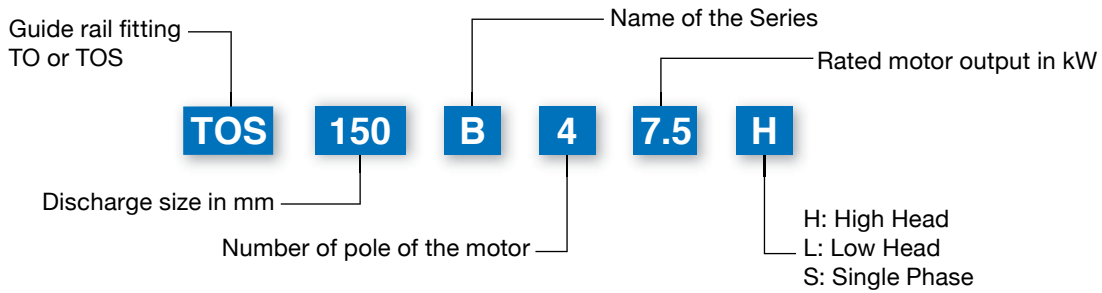 Name of the Series
Guide rail fitting
TO or TOS
Rated motor output in kW
TOS 150 B 4 7.5 H
Discharge size in mm
Number of pole of the motor
H: High Head
L: Low Head
S: Single Phase